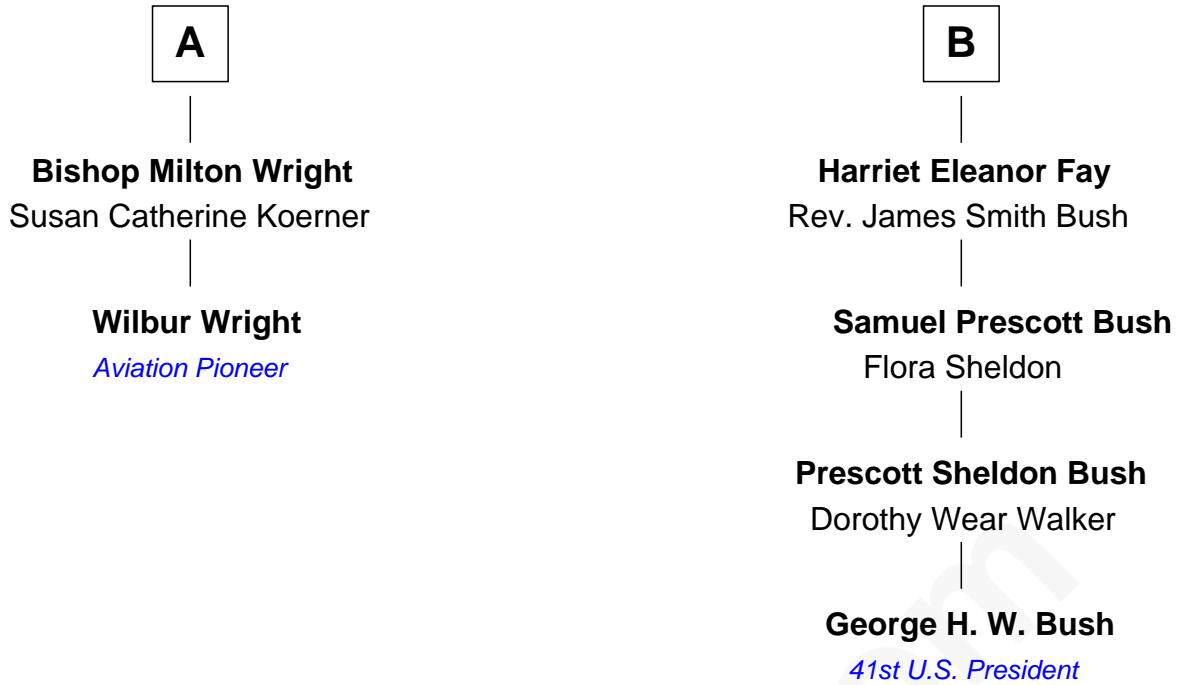 A
Bishop Milton Wright
Susan Catherine Koerner
Wilbur Wright
Aviation Pioneer
B
Harriet Eleanor Fay
Rev. James Smith Bush
Samuel Prescott Bush
Flora Sheldon
Prescott Sheldon Bush
Dorothy Wear Walker
George H. W. Bush
41st U.S. President